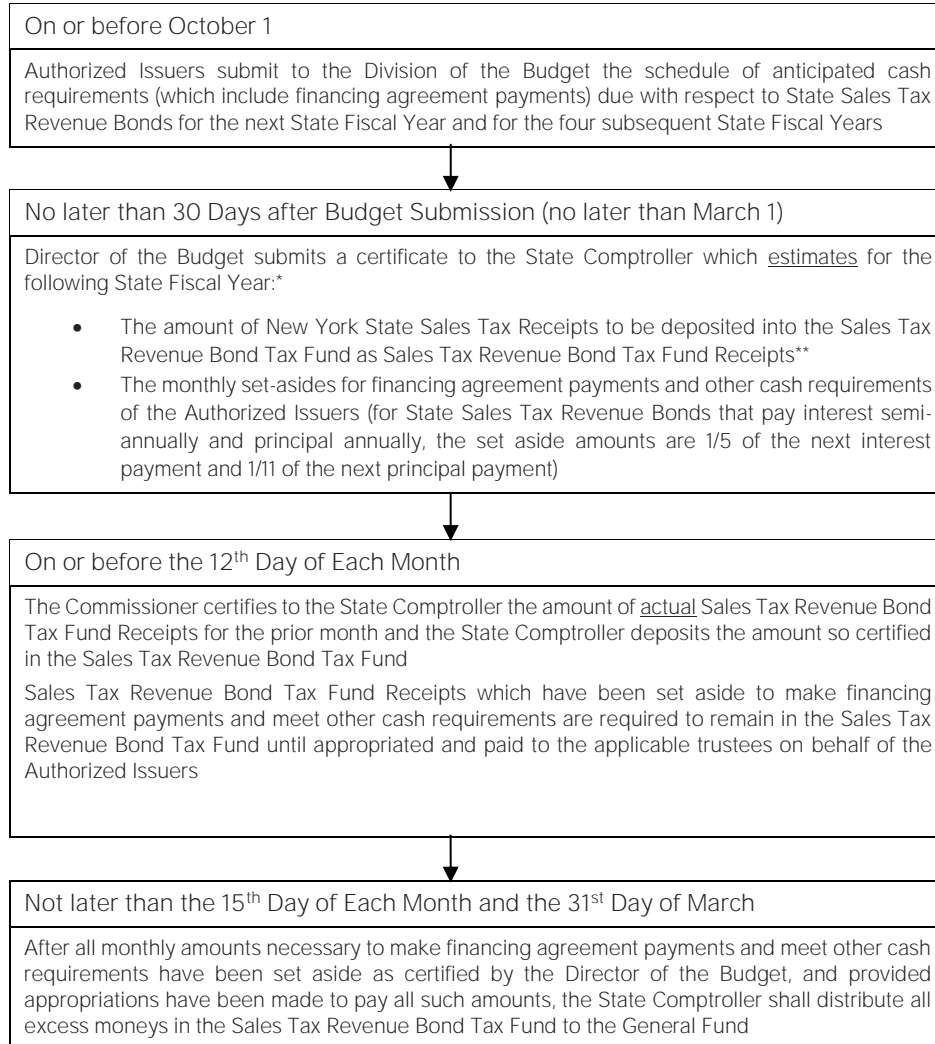 On or before October 1
Authorized Issuers submit to the Division of the Budget the schedule of anticipated cash
requirements (which include financing agreement payments) due with respect to State Sales Tax
Revenue Bonds for the next State Fiscal Year and for the four subsequent State Fiscal Years
No later than 30 Days after Budget Submission (no later than March 1)
Director of the Budget submits a certificate to the State Comptroller which estimates for the
following State Fiscal Year:*
• The amount of New York State Sales Tax Receipts to be deposited into the Sales Tax
Revenue Bond Tax Fund as Sales Tax Revenue Bond Tax Fund Receipts**
• The monthly set-asides for financing agreement payments and other cash requirements
of the Authorized Issuers (for State Sales Tax Revenue Bonds that pay interest semi-
annually and principal annually, the set aside amounts are 1/5 of the next interest
payment and 1/11 of the next principal payment)
On or before the 12th Day of Each Month
The Commissioner certifies to the State Comptroller the amount of actual Sales Tax Revenue Bond
Tax Fund Receipts for the prior month and the State Comptroller deposits the amount so certified
in the Sales Tax Revenue Bond Tax Fund
Sales Tax Revenue Bond Tax Fund Receipts which have been set aside to make financing
agreement payments and meet other cash requirements are required to remain in the Sales Tax
Revenue Bond Tax Fund until appropriated and paid to the applicable trustees on behalf of the
Authorized Issuers
Not later than the 15th Day of Each Month and the 31st Day of March
After all monthly amounts necessary to make financing agreement payments and meet other cash
requirements have been set aside as certified by the Director of the Budget, and provided
appropriations have been made to pay all such amounts, the State Comptroller shall distribute all
excess moneys in the Sales Tax Revenue Bond Tax Fund to the General Fund